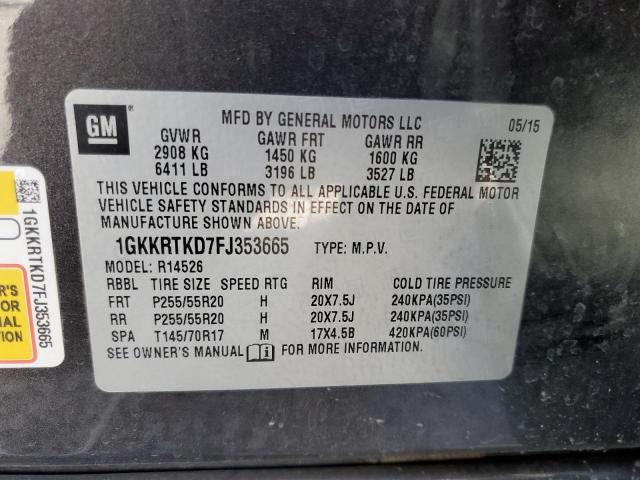 GM
MFD BY GENERAL MOTORS LLC
05/15
GVWR GAWR FRT GAWR RR
2908 KG 1450 KG 1600 KG
6411 LB 3196 LB 3527 LB
THIS VEHICLE CONFORMS TO ALL APPLICABLE U.S. FEDERAL MOTOR
VEHICLE SAFETY STANDARDS IN EFFECT ON THE DATE OF
MANUFACTURE SHOWN ABOVE.
1GKKRTKD7FJ353665 TYPE: M.P.V.
MODEL: R14526
RBBL TIRE SIZE SPEED RTG RIM COLD TIRE PRESSURE
FRT P255/55R20 H 20X7.5J 240KPA(35PSI)
RR P255/55R20 H 20X7.5J 240KPA(35PSI)
SPA T145/70R17 M 17X4.5B 420KPA(60PSI)
SEE OWNER'S MANUAL FOR MORE INFORMATION.
1GKKRTKD7FJ353665
R'S
FOR
NAL
ION.